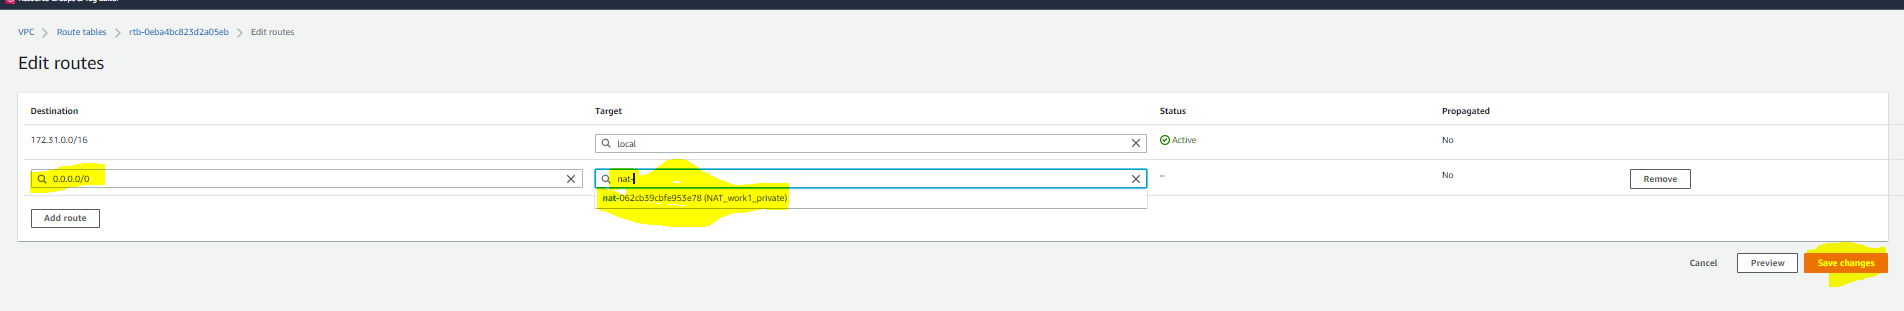 VPC > Route tables > rtb-0eba4bc823d2a05eb > Edit routes
Edit routes
Destination Target Status Propagated
172.31.0.0/16 local Active No
0.0.0.0/0 nat- – No Remove
nat-062cb39cbfe953e78 (NAT_work1_private)
Add route
Cancel Preview Save changes